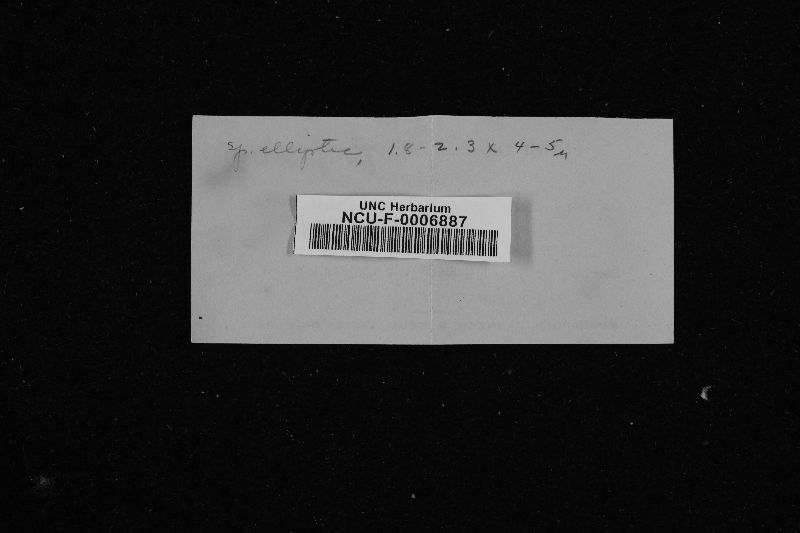 sp. elliptic, 1.8-2.3 x 4-5μ
UNC Herbarium
NCU-F-0006887